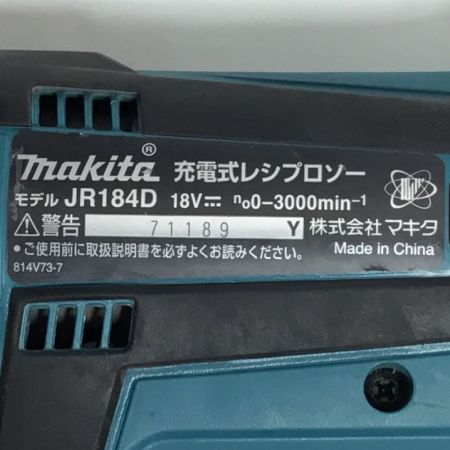 makita® 充電式レシプロソー
モデル JR184D 18V⎓ n₀0-3000min⁻¹
⚠警告 71189 Y 株式会社 マキタ
• ご使用前に取扱説明書を必ずよくお読みください。 Made in China
814V73-7